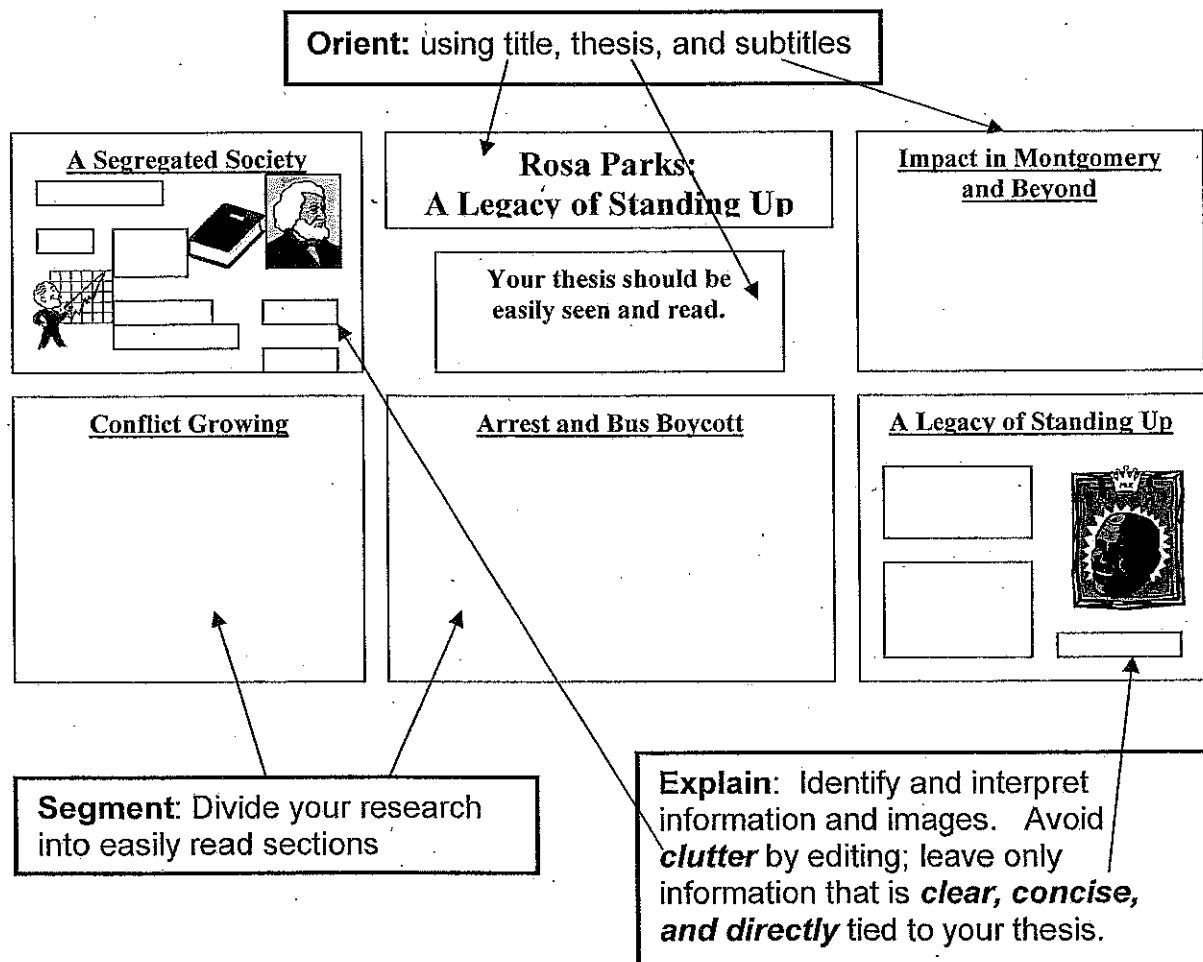 Orient: using title, thesis, and subtitles
A Segregated Society
Rosa Parks:
A Legacy of Standing Up
Impact in Montgomery
and Beyond
Your thesis should be
easily seen and read.
Conflict Growing
Arrest and Bus Boycott
A Legacy of Standing Up
MLK
Segment: Divide your research
into easily read sections
Explain: Identify and interpret
information and images. Avoid
clutter by editing; leave only
information that is clear, concise,
and directly tied to your thesis.